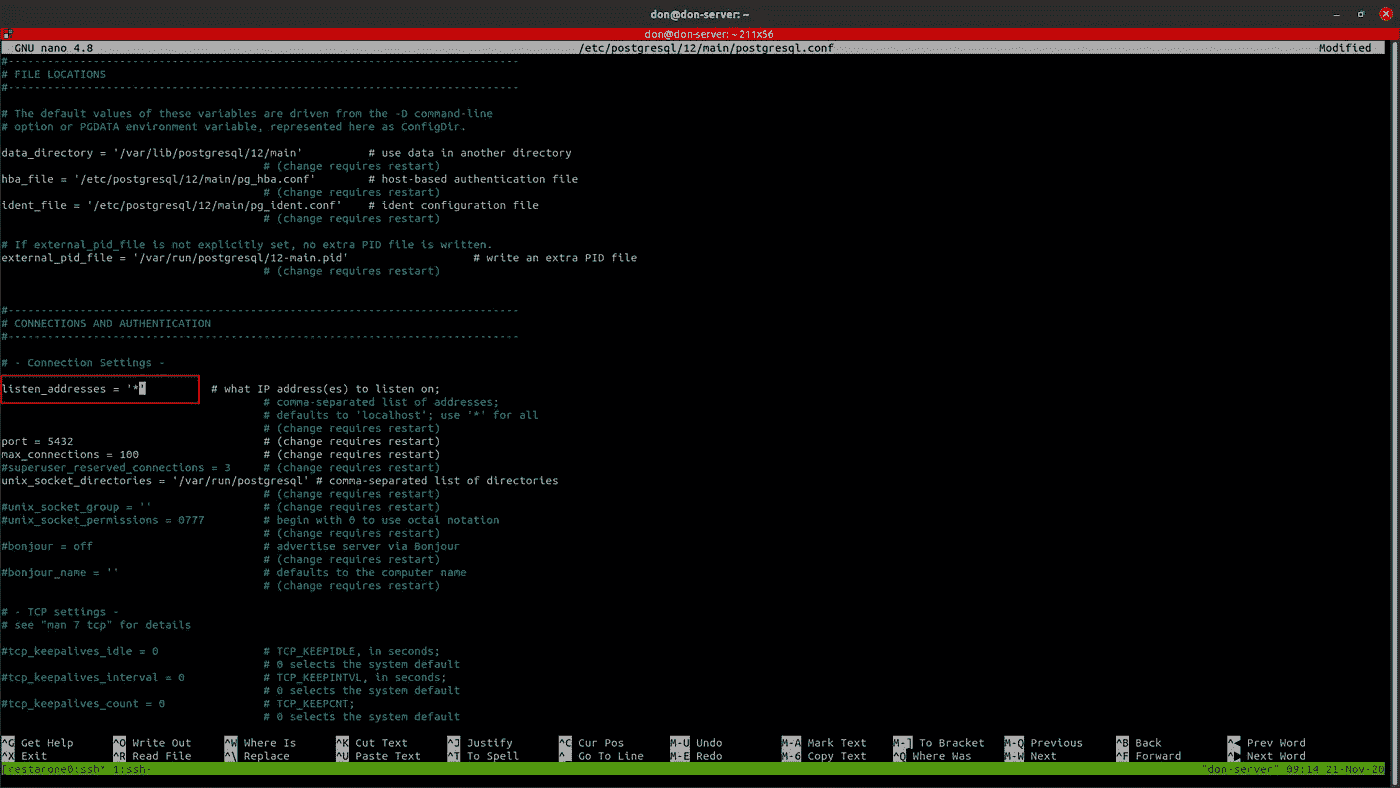 don@don-server: ~
don@don-server: ~ 211x56
GNU nano 4.8 /etc/postgresql/12/main/postgresql.conf Modified
#------------------------------------------------------------------------------
# FILE LOCATIONS
#------------------------------------------------------------------------------
# The default values of these variables are driven from the -D command-line
# option or PGDATA environment variable, represented here as ConfigDir.
data_directory = '/var/lib/postgresql/12/main' # use data in another directory
# (change requires restart)
hba_file = '/etc/postgresql/12/main/pg_hba.conf' # host-based authentication file
# (change requires restart)
ident_file = '/etc/postgresql/12/main/pg_ident.conf' # ident configuration file
# (change requires restart)
# If external_pid_file is not explicitly set, no extra PID file is written.
external_pid_file = '/var/run/postgresql/12-main.pid' # write an extra PID file
# (change requires restart)
#------------------------------------------------------------------------------
# CONNECTIONS AND AUTHENTICATION
#------------------------------------------------------------------------------
# - Connection Settings -
listen_addresses = '*' # what IP address(es) to listen on;
# comma-separated list of addresses;
# defaults to 'localhost'; use '*' for all
# (change requires restart)
port = 5432 # (change requires restart)
max_connections = 100 # (change requires restart)
#superuser_reserved_connections = 3 # (change requires restart)
unix_socket_directories = '/var/run/postgresql' # comma-separated list of directories
# (change requires restart)
#unix_socket_group = '' # (change requires restart)
#unix_socket_permissions = 0777 # begin with 0 to use octal notation
# (change requires restart)
#bonjour = off # advertise server via Bonjour
# (change requires restart)
#bonjour_name = '' # defaults to the computer name
# (change requires restart)
# - TCP settings -
# see "man 7 tcp" for details
#tcp_keepalives_idle = 0 # TCP_KEEPIDLE, in seconds;
# 0 selects the system default
#tcp_keepalives_interval = 0 # TCP_KEEPINTVL, in seconds;
# 0 selects the system default
#tcp_keepalives_count = 0 # TCP_KEEPCNT;
# 0 selects the system default
^G Get Help ^O Write Out ^W Where Is ^K Cut Text ^J Justify ^C Cur Pos M-U Undo M-A Mark Text M-] To Bracket M-Q Previous ^B Back ^◀ Prev Word
^X Exit ^R Read File ^\ Replace ^U Paste Text ^T To Spell ^_ Go To Line M-E Redo M-6 Copy Text ^Q Where Was M-W Next ^F Forward ^▶ Next Word
[restarone0:ssh* 1:ssh- "don-server" 09:14 21-Nov-20